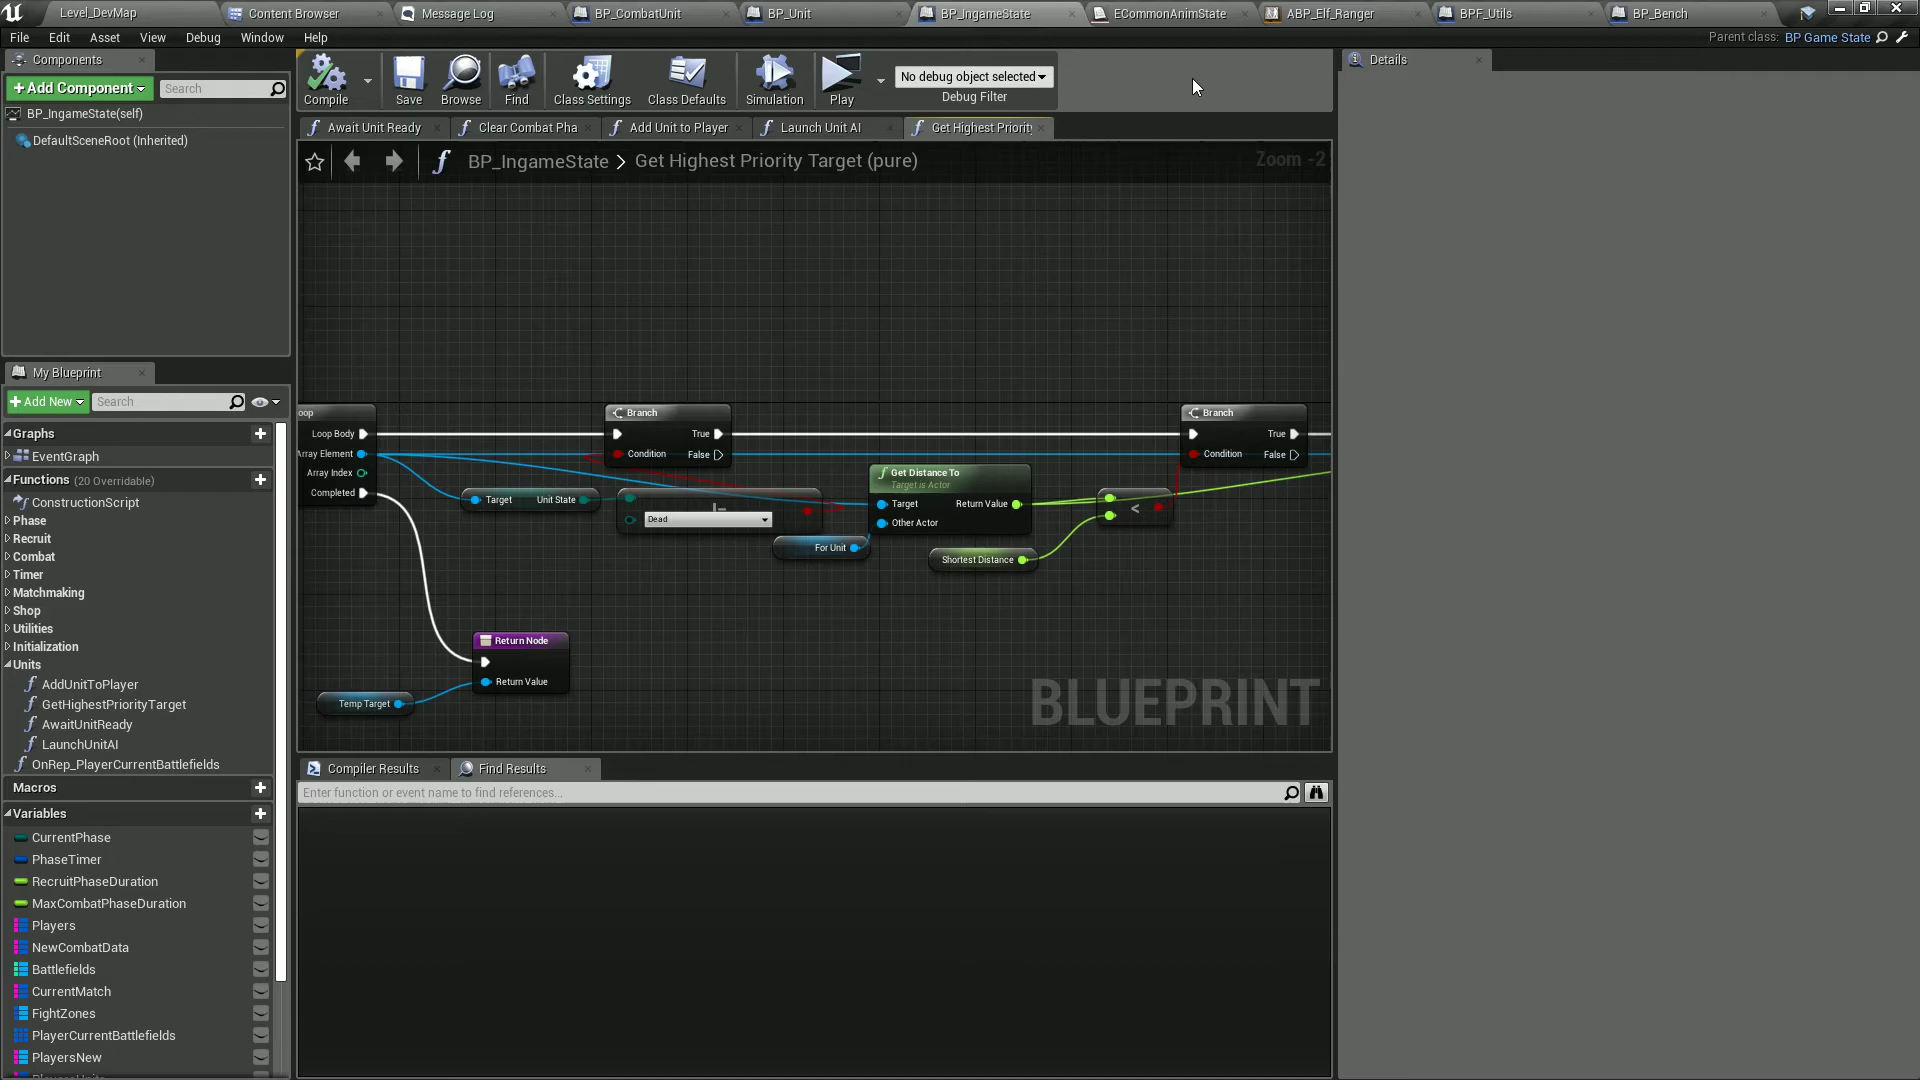 Level_DevMap
Content Browser
Message Log
BP_CombatUnit
BP_Unit
BP_IngameState
ECommonAnimState
ABP_Elf_Ranger
BPF_Utils
BP_Bench
File Edit Asset View Debug Window Help
Parent class: BP Game State
Components
Details
+Add Component
Search
BP_IngameState(self)
DefaultSceneRoot (Inherited)
Compile
Save
Browse
Find
Class Settings
Class Defaults
Simulation
Play
No debug object selected
Debug Filter
Await Unit Ready
Clear Combat Pha
Add Unit to Player
Launch Unit AI
Get Highest Priorit
BP_IngameState > Get Highest Priority Target (pure)
Zoom -2
oop
Loop Body
Array Element
Array Index
Completed
Branch
True
Condition
False
Target
Unit State
!=
Dead
For Unit
Get Distance To
Target is Actor
Target
Return Value
Other Actor
Shortest Distance
<
Branch
True
Condition
False
Return Node
Return Value
Temp Target
BLUEPRINT
My Blueprint
+Add New
Search
Graphs
EventGraph
Functions (20 Overridable)
ConstructionScript
Phase
Recruit
Combat
Timer
Matchmaking
Shop
Utilities
Initialization
Units
AddUnitToPlayer
GetHighestPriorityTarget
AwaitUnitReady
LaunchUnitAI
OnRep_PlayerCurrentBattlefields
Macros
Variables
CurrentPhase
PhaseTimer
RecruitPhaseDuration
MaxCombatPhaseDuration
Players
NewCombatData
Battlefields
CurrentMatch
FightZones
PlayerCurrentBattlefields
PlayersNew
Compiler Results
Find Results
Enter function or event name to find references...